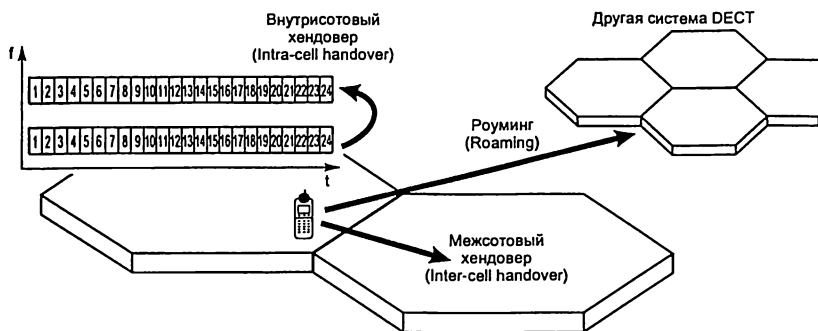 Внутрисотовый
хендовер
(Intra-cell handover)
Другая система DECT
f
1 2 3 4 5 6 7 8 9 10 11 12 13 14 15 16 17 18 19 20 21 22 23 24
1 2 3 4 5 6 7 8 9 10 11 12 13 14 15 16 17 18 19 20 21 22 23 24
t
Роуминг
(Roaming)
Межсотовый
хендовер
(Inter-cell handover)